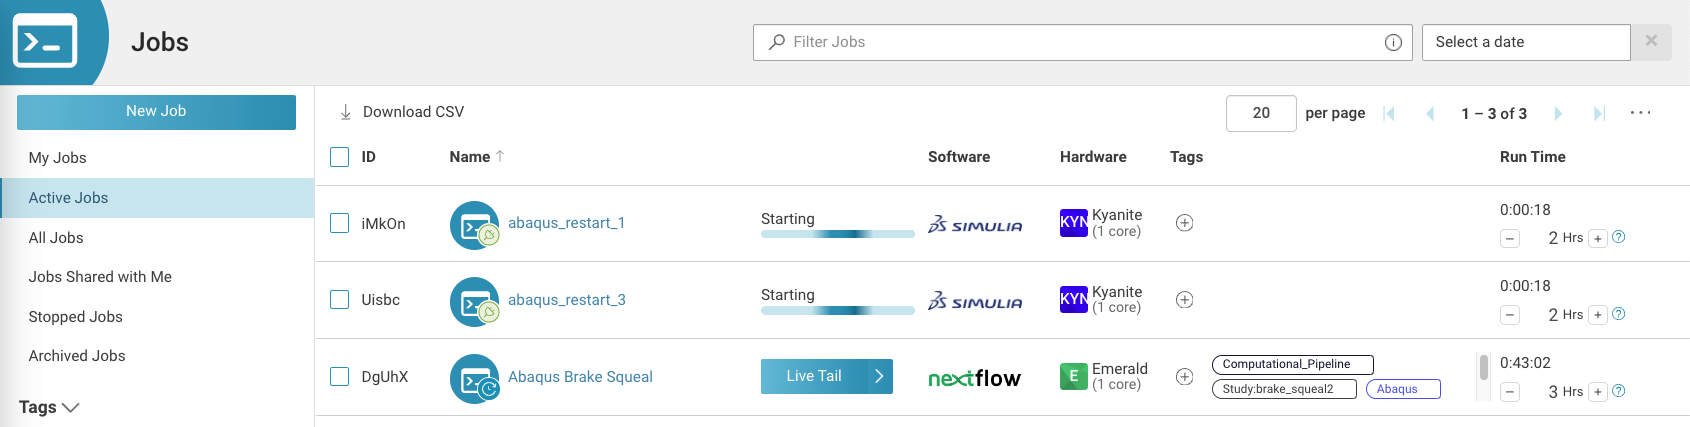 Jobs
Filter Jobs
Select a date
New Job
My Jobs
Active Jobs
All Jobs
Jobs Shared with Me
Stopped Jobs
Archived Jobs
Tags
Download CSV
20 per page 1 – 3 of 3
ID Name Software Hardware Tags Run Time
iMkOn abaqus_restart_1 Starting SIMULIA KYN Kyanite 0:00:18
(1 core) 2 Hrs
Uisbc abaqus_restart_3 Starting SIMULIA KYN Kyanite 0:00:18
(1 core) 2 Hrs
DgUhX Abaqus Brake Squeal Live Tail nextflow E Emerald Computational_Pipeline 0:43:02
(1 core) Study:brake_squeal2 Abaqus 3 Hrs